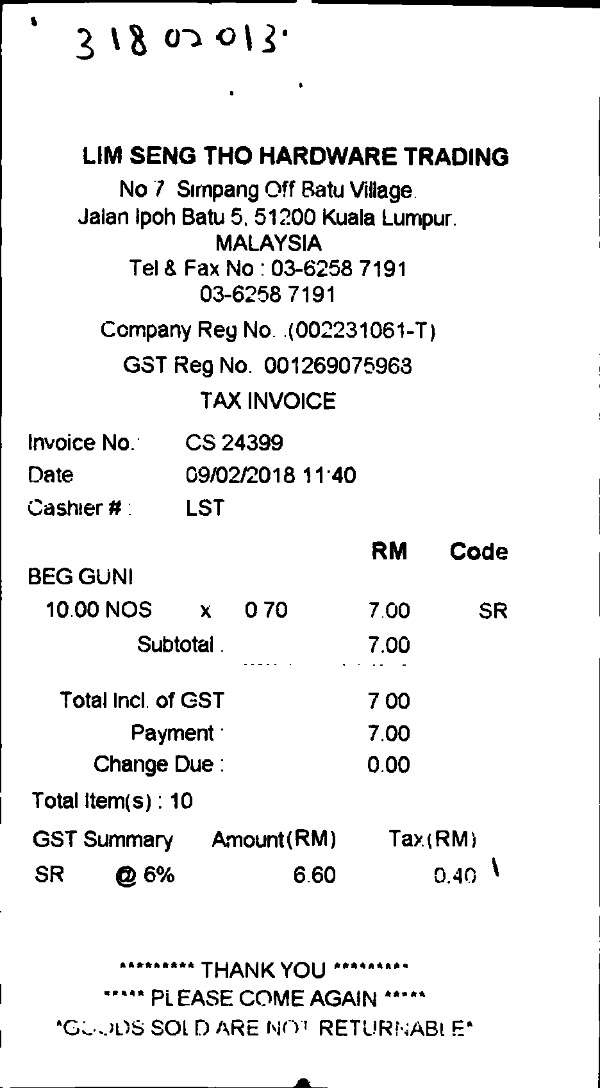 31802013
LIM SENG THO HARDWARE TRADING
No 7 Simpang Off Batu Village
Jalan Ipoh Batu 5, 51200 Kuala Lumpur.
MALAYSIA
Tel & Fax No : 03-6258 7191
03-6258 7191
Company Reg No. .(002231061-T)
GST Reg No. 001269075968
TAX INVOICE
Invoice No. CS 24399
Date 09/02/2018 11:40
Cashier # : LST
RM Code
BEG GUNI
10.00 NOS x 0 70 7.00 SR
Subtotal . 7.00
Total Incl. of GST 7 00
Payment : 7.00
Change Due : 0.00
Total Item(s) : 10
GST Summary Amount(RM) Tax(RM)
SR @ 6% 6.60 0.40
********* THANK YOU *********
***** PLEASE COME AGAIN *****
*GOODS SOLD ARE NOT RETURNABLE*